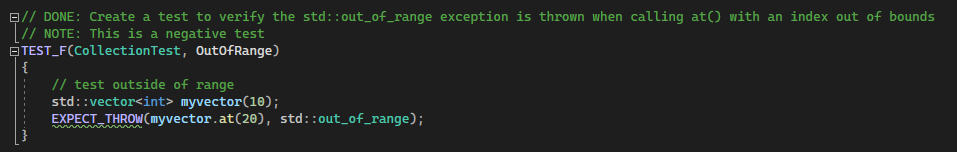 // DONE: Create a test to verify the std::out_of_range exception is thrown when calling at() with an index out of bounds
// NOTE: This is a negative test
TEST_F(CollectionTest, OutOfRange)
{
    // test outside of range
    std::vector<int> myvector(10);
    EXPECT_THROW(myvector.at(20), std::out_of_range);
}